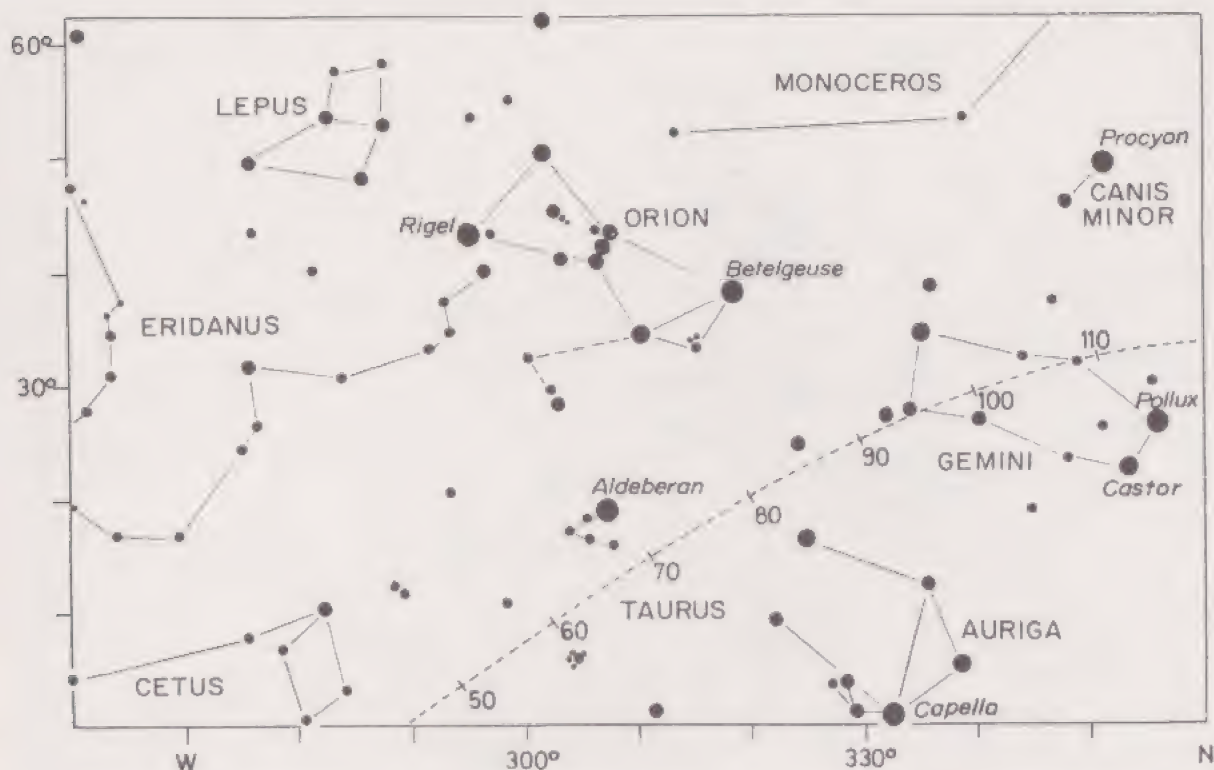 60°
MONOCEROS
LEPUS
Procyon
CANIS
MINOR
Rigel
ORION
Betelgeuse
ERIDANUS
110
30°
100
Pollux
90
GEMINI
Aldeberan
Castor
80
70
TAURUS
60
AURIGA
CETUS
50
Capella
W
300°
330°
N